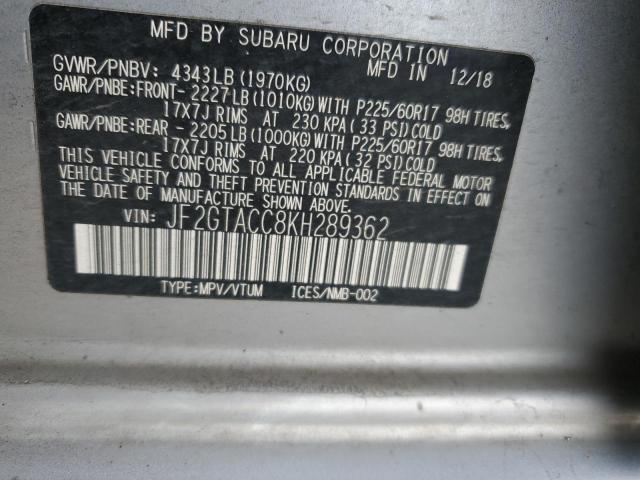 MFD BY SUBARU CORPORATION
GVWR/PNBV: 4343LB(1970KG) MFD IN 12/18
GAWR/PNBE:FRONT-2227LB(1010KG)WITH P225/60R17 98H TIRES,
17X7J RIMS AT 230 KPA(33 PSI)COLD
GAWR/PNBE:REAR -2205LB(1000KG)WITH P225/60R17 98H TIRES,
17X7J RIMS AT 220 KPA(32 PSI)COLD
THIS VEHICLE CONFORMS TO ALL APPLICABLE FEDERAL MOTOR
VEHICLE SAFETY AND THEFT PREVENTION STANDARDS IN EFFECT ON
THE DATE OF MANUFACTURE SHOWN ABOVE.
VIN: JF2GTACC8KH289362
TYPE:MPV/VTUM ICES/NMB-002